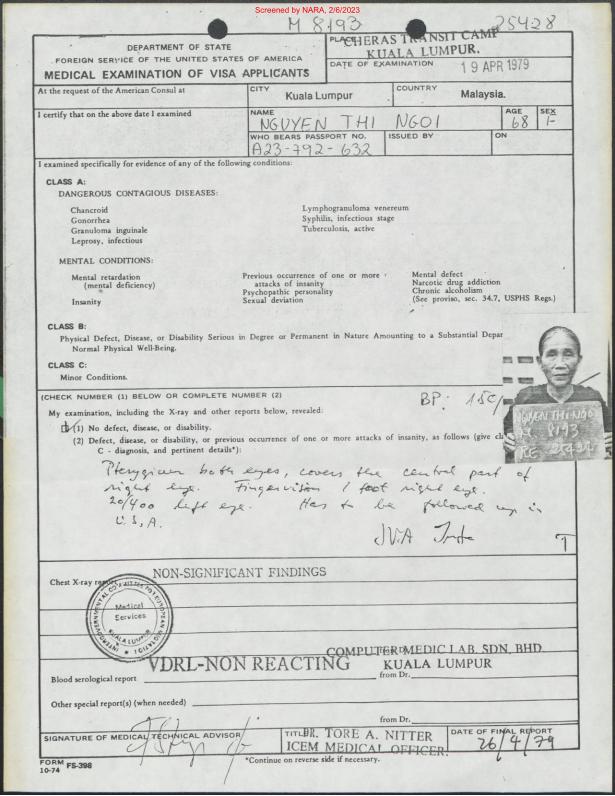 Screened by NARA, 2/6/2023
M 8193
25428
DEPARTMENT OF STATE
FOREIGN SERVICE OF THE UNITED STATES OF AMERICA
MEDICAL EXAMINATION OF VISA APPLICANTS
PLACE
CHERAS TRANSIT CAMP
KUALA LUMPUR.
DATE OF EXAMINATION
19 APR 1979
At the request of the American Consul at
CITY
Kuala Lumpur
COUNTRY
Malaysia.
I certify that on the above date I examined
NAME
NGUYEN THI NGOI
AGE
68
SEX
F
WHO BEARS PASSPORT NO.
A23-792-632
ISSUED BY
ON
I examined specifically for evidence of any of the following conditions:
CLASS A:
DANGEROUS CONTAGIOUS DISEASES:
Chancroid
Gonorrhea
Granuloma inguinale
Leprosy, infectious
Lymphogranuloma venereum
Syphilis, infectious stage
Tuberculosis, active
MENTAL CONDITIONS:
Mental retardation
(mental deficiency)
Insanity
Previous occurrence of one or more
attacks of insanity
Psychopathic personality
Sexual deviation
Mental defect
Narcotic drug addiction
Chronic alcoholism
(See proviso, sec. 34.7, USPHS Regs.)
CLASS B:
Physical Defect, Disease, or Disability Serious in Degree or Permanent in Nature Amounting to a Substantial Depar
Normal Physical Well-Being.
CLASS C:
Minor Conditions.
NGUYEN THI NGOI
8193
25428
(CHECK NUMBER (1) BELOW OR COMPLETE NUMBER (2)
BP:
My examination, including the X-ray and other reports below, revealed:
(1) No defect, disease, or disability.
(2) Defect, disease, or disability, or previous occurrence of one or more attacks of insanity, as follows (give cl
C - diagnosis, and pertinent details*):
Pterygium both eyes, covers the central part of
right eye. Fingervision 1 foot right eye.
20/400 left eye. Has to be followed up in
U.S.A.
Chest X-ray report
NON-SIGNIFICANT FINDINGS
INTERGOVERNMENTAL COMMITTEE FOR EUROPEAN MIGRATION
Medical
Services
KUALA LUMPUR
COMPUTER MEDIC LAB. SDN. BHD
KUALA LUMPUR
VDRL-NON REACTING
Blood serological report
from Dr.
Other special report(s) (when needed)
from Dr.
SIGNATURE OF MEDICAL TECHNICAL ADVISOR
TITLE
DR. TORE A. NITTER
ICEM MEDICAL OFFICER.
DATE OF FINAL REPORT
26/4/79
FORM FS-398
10-74
*Continue on reverse side if necessary.